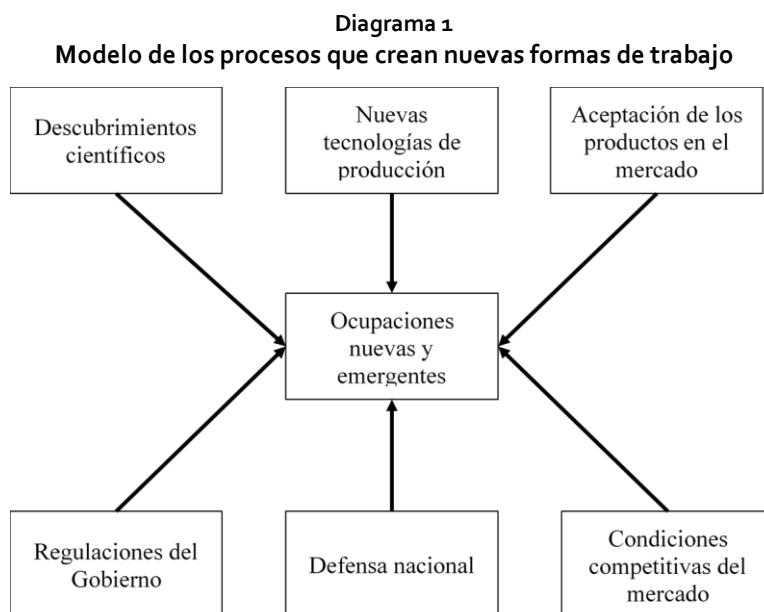 Diagrama 1
Modelo de los procesos que crean nuevas formas de trabajo
Descubrimientos
científicos
Nuevas
tecnologías de
producción
Aceptación de los
productos en el
mercado
Ocupaciones
nuevas y
emergentes
Regulaciones del
Gobierno
Defensa nacional
Condiciones
competitivas del
mercado